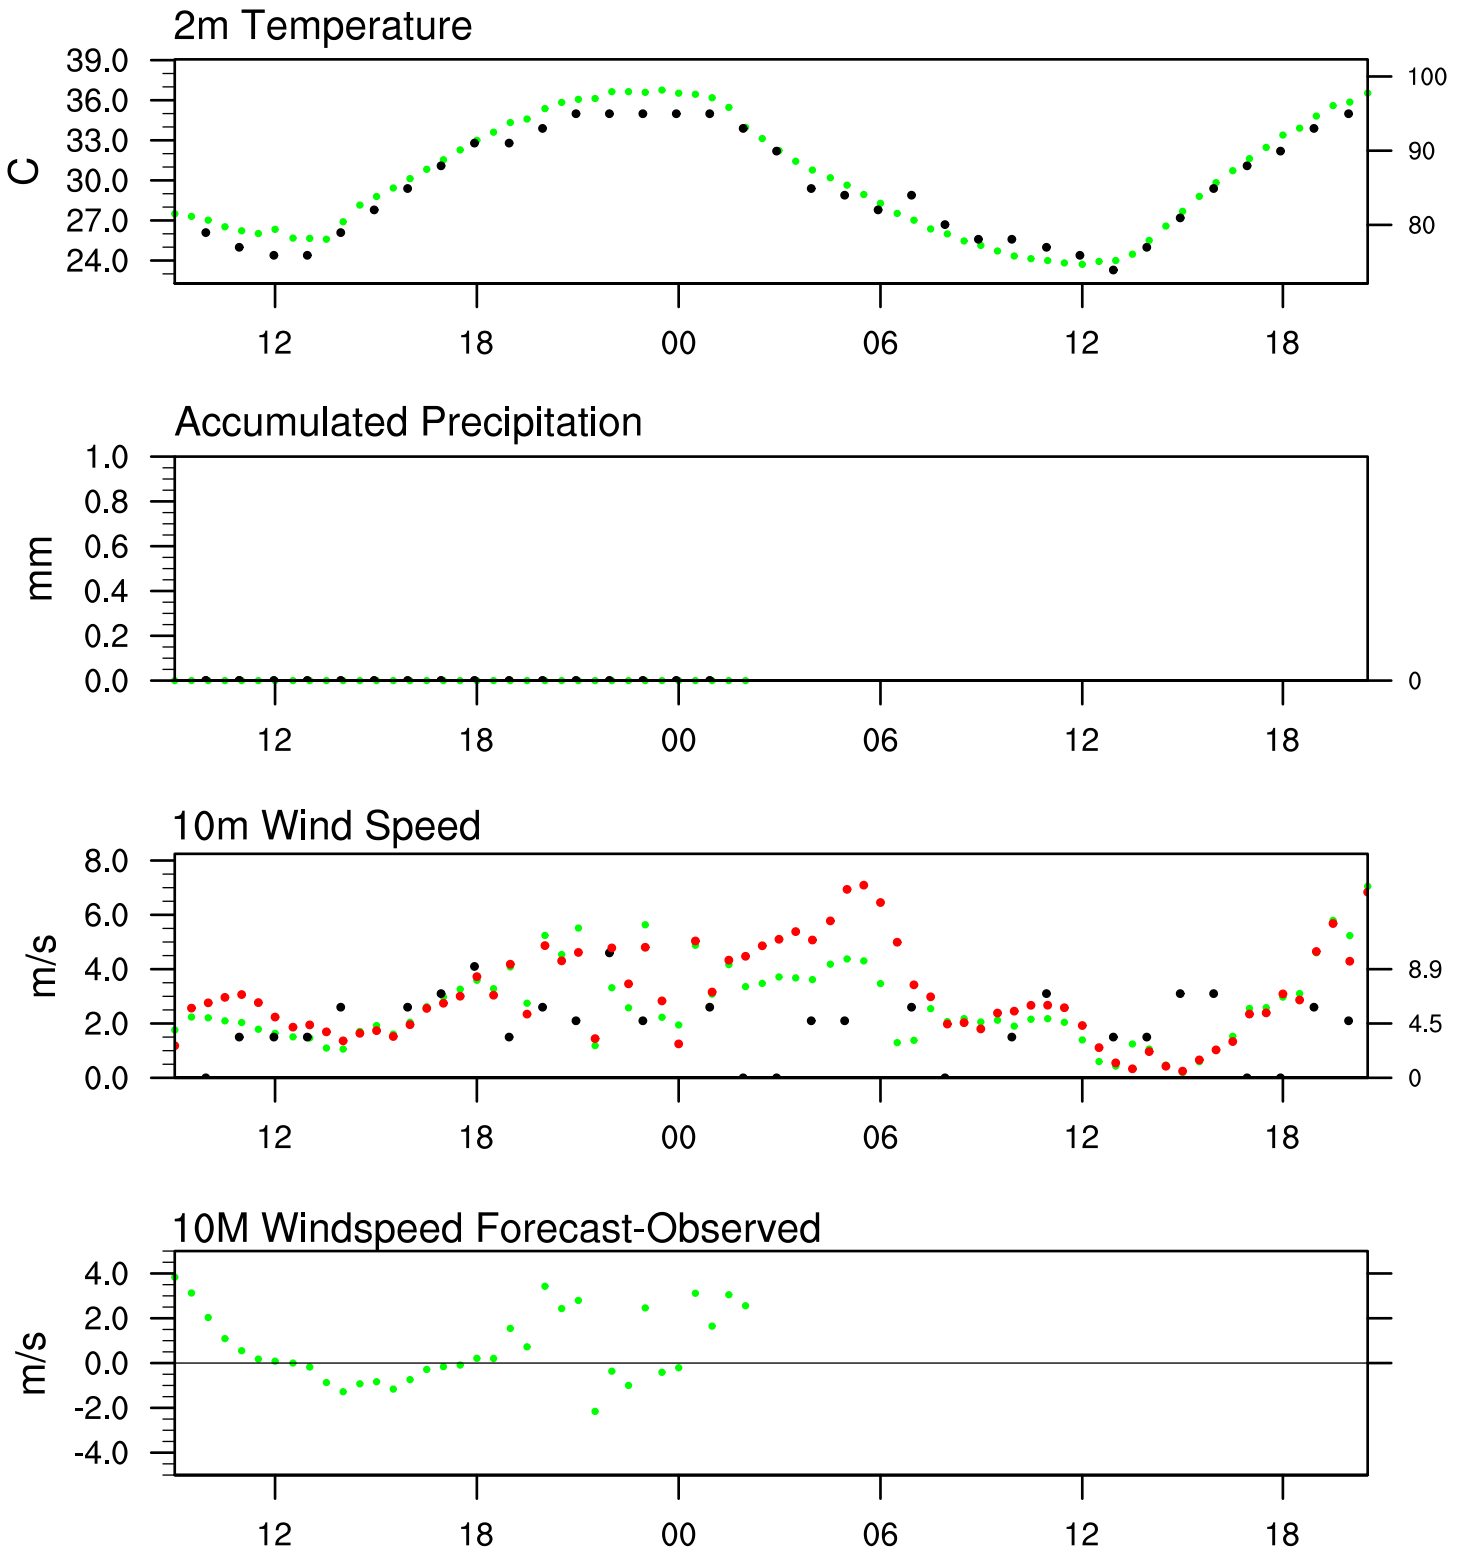 2m Temperature
39.0
36.0
33.0
30.0
27.0
24.0
C
100
90
80
12 18 00 06 12 18
Accumulated Precipitation
1.0
0.8
0.6
0.4
0.2
0.0
mm
0
12 18 00 06 12 18
10m Wind Speed
8.0
6.0
4.0
2.0
0.0
m/s
8.9
4.5
0
12 18 00 06 12 18
10M Windspeed Forecast-Observed
4.0
2.0
0.0
-2.0
-4.0
m/s
12 18 00 06 12 18